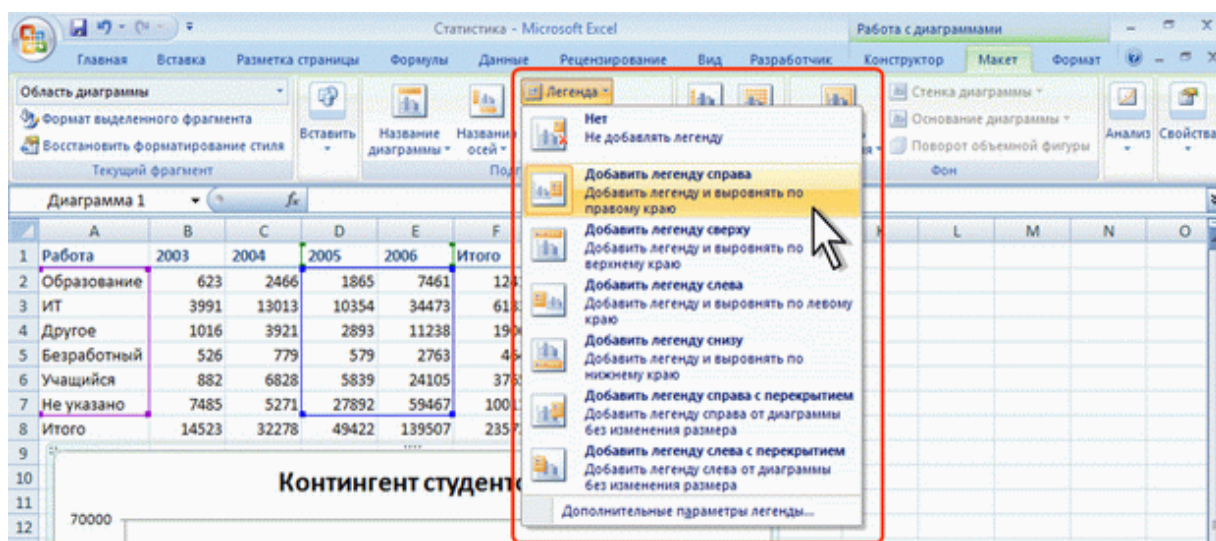 Статистика - Microsoft Excel
Работа с диаграммами
Главная Вставка Разметка страницы Формулы Данные Рецензирование Вид Разработчик Конструктор Макет Формат
Область диаграммы
Формат выделенного фрагмента
Восстановить форматирование стиля
Текущий фрагмент
Вставить
Название диаграммы
осей
Легенда
Стенка диаграммы
Основание диаграммы
Поворот объемной фигуры
Фон
Анализ
Свойства
Нет
Не добавлять легенду
Добавить легенду справа
Добавить легенду и выровнять по
правому краю
Добавить легенду сверху
Добавить легенду и выровнять по
верхнему краю
Добавить легенду слева
Добавить легенду и выровнять по левому
краю
Добавить легенду снизу
Добавить легенду и выровнять по
нижнему краю
Добавить легенду справа с перекрытием
Добавить легенду справа от диаграммы
без изменения размера
Добавить легенду слева с перекрытием
Добавить легенду слева от диаграммы
без изменения размера
Дополнительные параметры легенды...
Диаграмма 1 fx
A B C D E F K L M N O
1 Работа 2003 2004 2005 2006 Итого
2 Образование 623 2466 1865 7461
3 ИТ 3991 13013 10354 34473
4 Другое 1016 3921 2893 11238
5 Безработный 526 779 579 2763
6 Учащийся 882 6828 5839 24105
7 Не указано 7485 5271 27892 59467
8 Итого 14523 32278 49422 139507
9
10
11
12
Контингент
70000